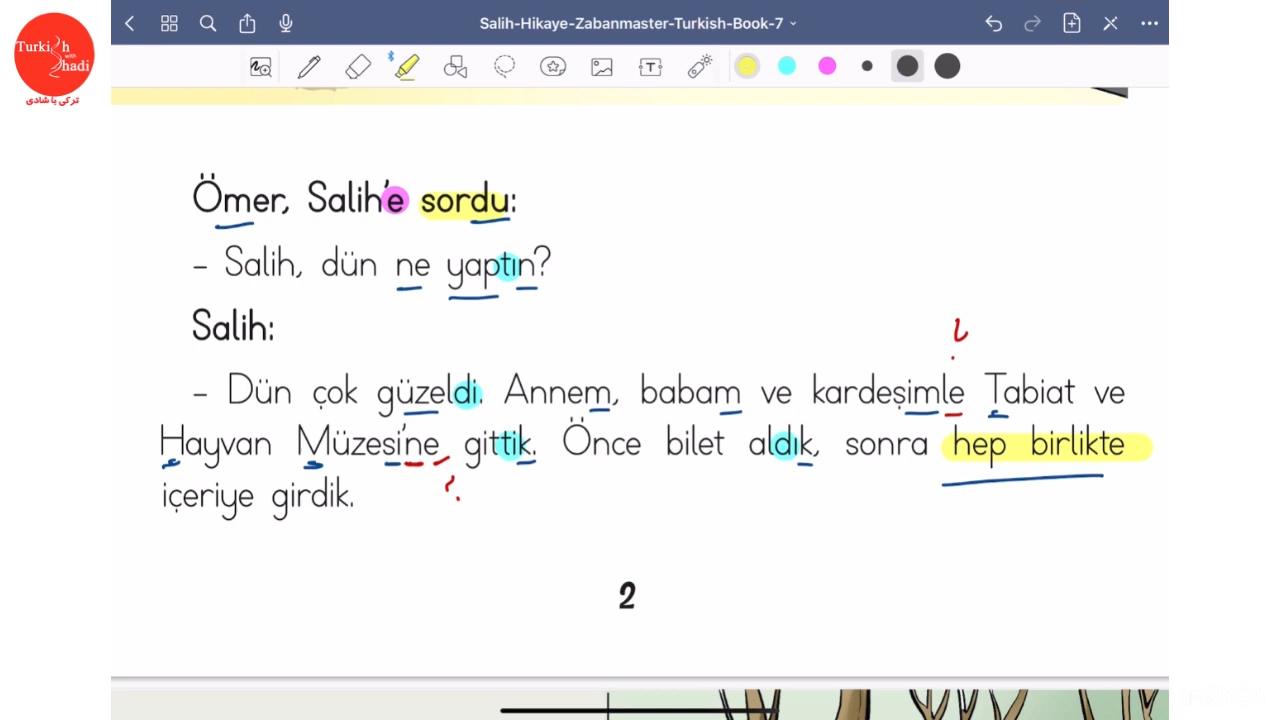 Salih-Hikaye-Zabanmaster-Turkish-Book-7
Turkish
with
Shadi
ترکی با شادی
T
Ömer, Salih'e sordu:
– Salih, dün ne yaptın?
Salih:
– Dün çok güzeldi. Annem, babam ve kardeşimle Tabiat ve
Hayvan Müzesi'ne gittik. Önce bilet aldık, sonra hep birlikte
içeriye girdik.
2